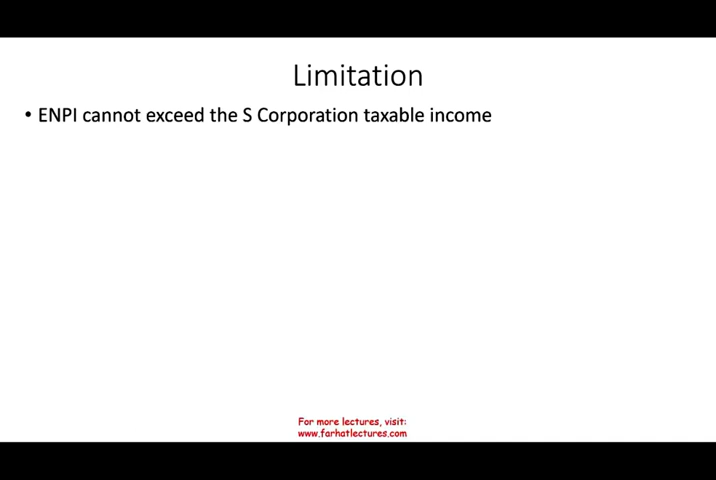 Limitation
• ENPI cannot exceed the S Corporation taxable income
For more lectures, visit:
www.farhatlectures.com